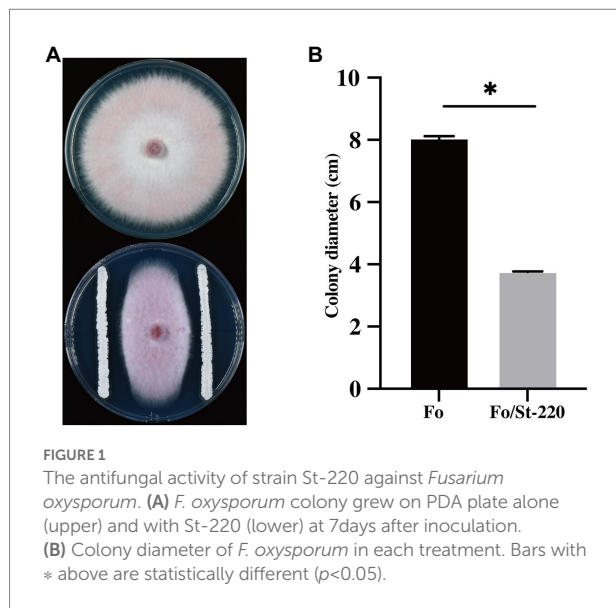 A
B
10
8
6
4
2
0
Colony diameter (cm)
*
Fo
Fo/St-220
FIGURE 1
The antifungal activity of strain St-220 against Fusarium
oxysporum. (A) F. oxysporum colony grew on PDA plate alone
(upper) and with St-220 (lower) at 7days after inoculation.
(B) Colony diameter of F. oxysporum in each treatment. Bars with
* above are statistically different (p<0.05).